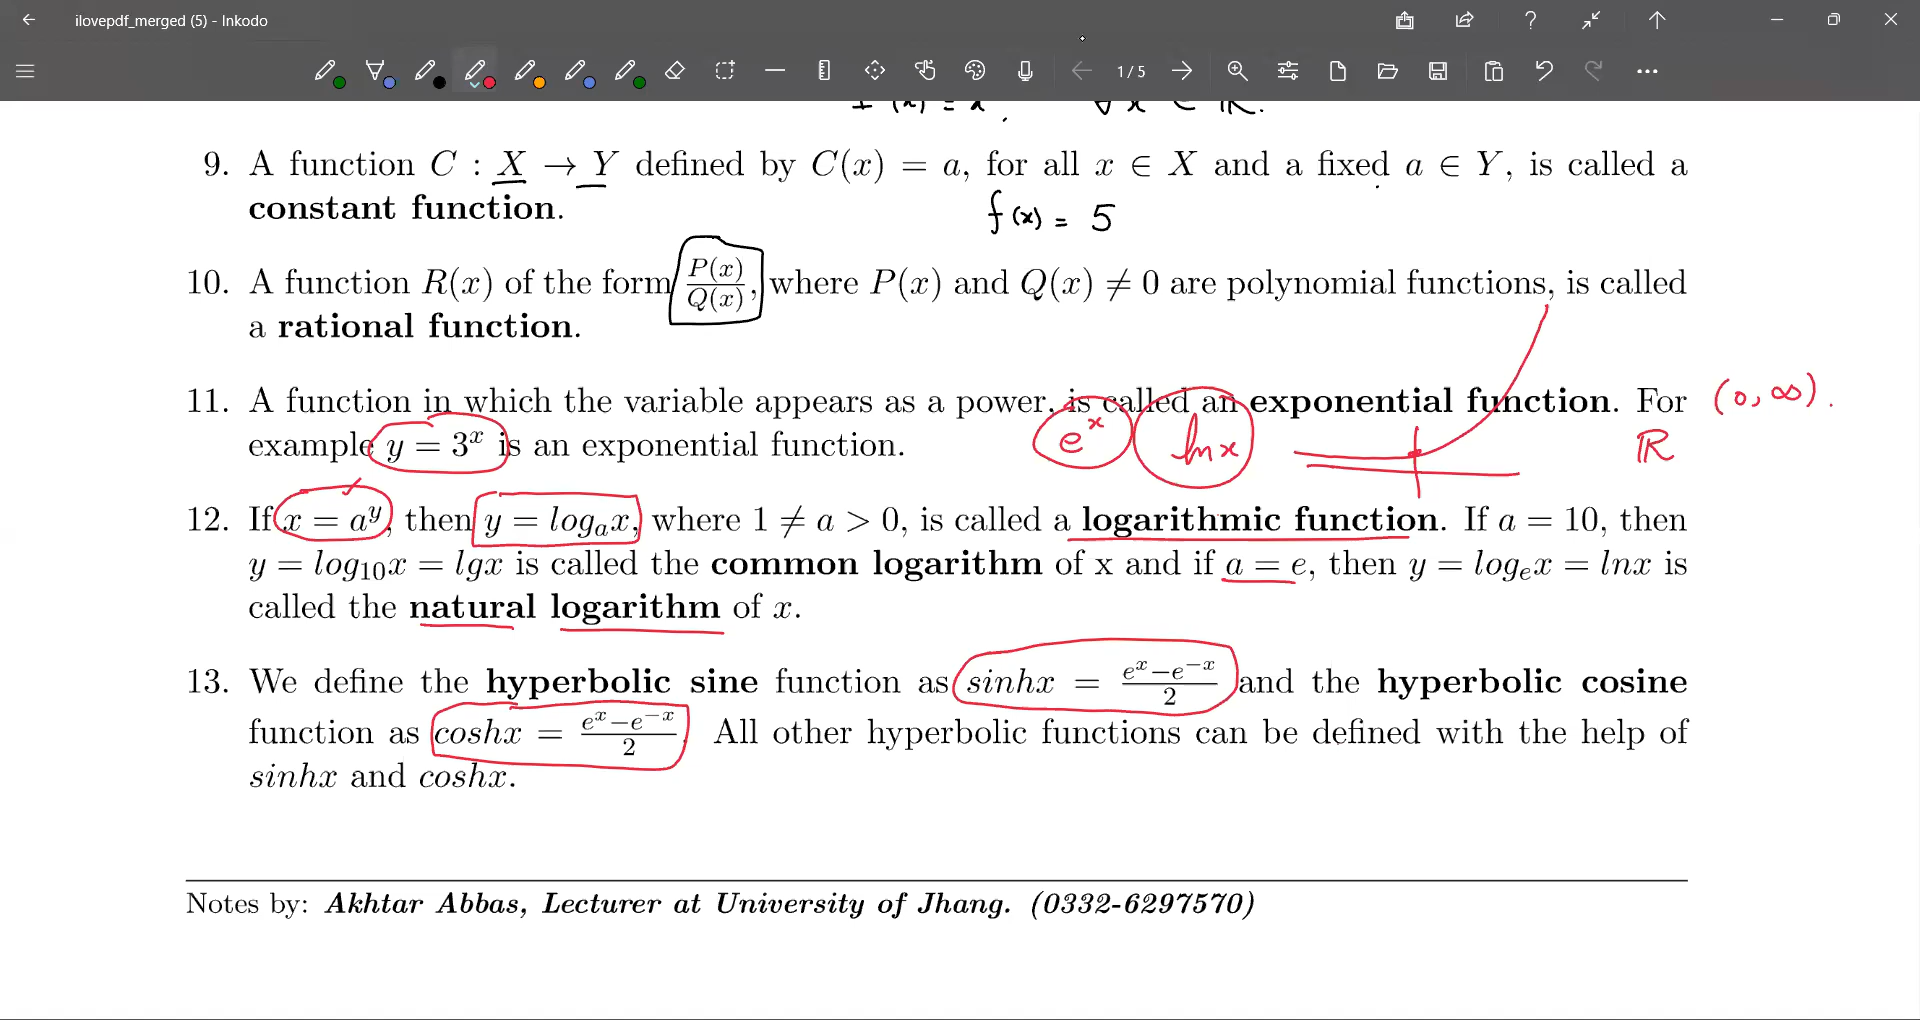 ilovepdf_merged (5) - Inkodo
1 / 5
9. A function C : X → Y defined by C(x) = a, for all x ∈ X and a fixed a ∈ Y, is called a
constant function.
f(x) = 5
10. A function R(x) of the form P(x)/Q(x), where P(x) and Q(x) ≠ 0 are polynomial functions, is called
a rational function.
11. A function in which the variable appears as a power, is called an exponential function. For
(0, ∞).
example y = 3^x is an exponential function.
e^x
ln x
ℝ
12. If x = a^y, then y = log_a x, where 1 ≠ a > 0, is called a logarithmic function. If a = 10, then
y = log_10 x = lgx is called the common logarithm of x and if a = e, then y = log_e x = lnx is
called the natural logarithm of x.
13. We define the hyperbolic sine function as sinhx = (e^x−e^−x)/2 and the hyperbolic cosine
function as coshx = (e^x−e^−x)/2 All other hyperbolic functions can be defined with the help of
sinhx and coshx.
Notes by: Akhtar Abbas, Lecturer at University of Jhang. (0332-6297570)